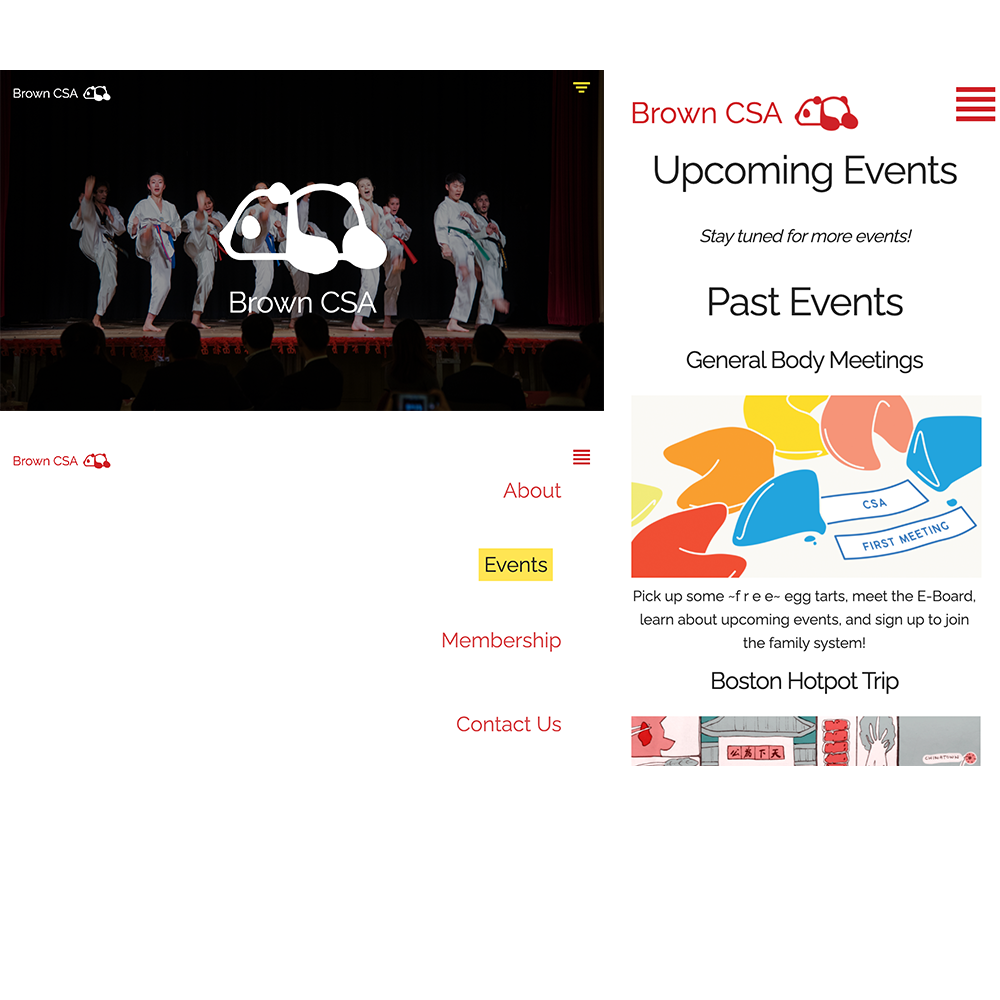 Brown CSA
Brown CSA
Brown CSA
About
Events
Membership
Contact Us
Brown CSA
Upcoming Events
Stay tuned for more events!
Past Events
General Body Meetings
CSA
FIRST MEETING
Pick up some ~f r e e~ egg tarts, meet the E-Board,
learn about upcoming events, and sign up to join
the family system!
Boston Hotpot Trip
公為下天
CHINATOWN